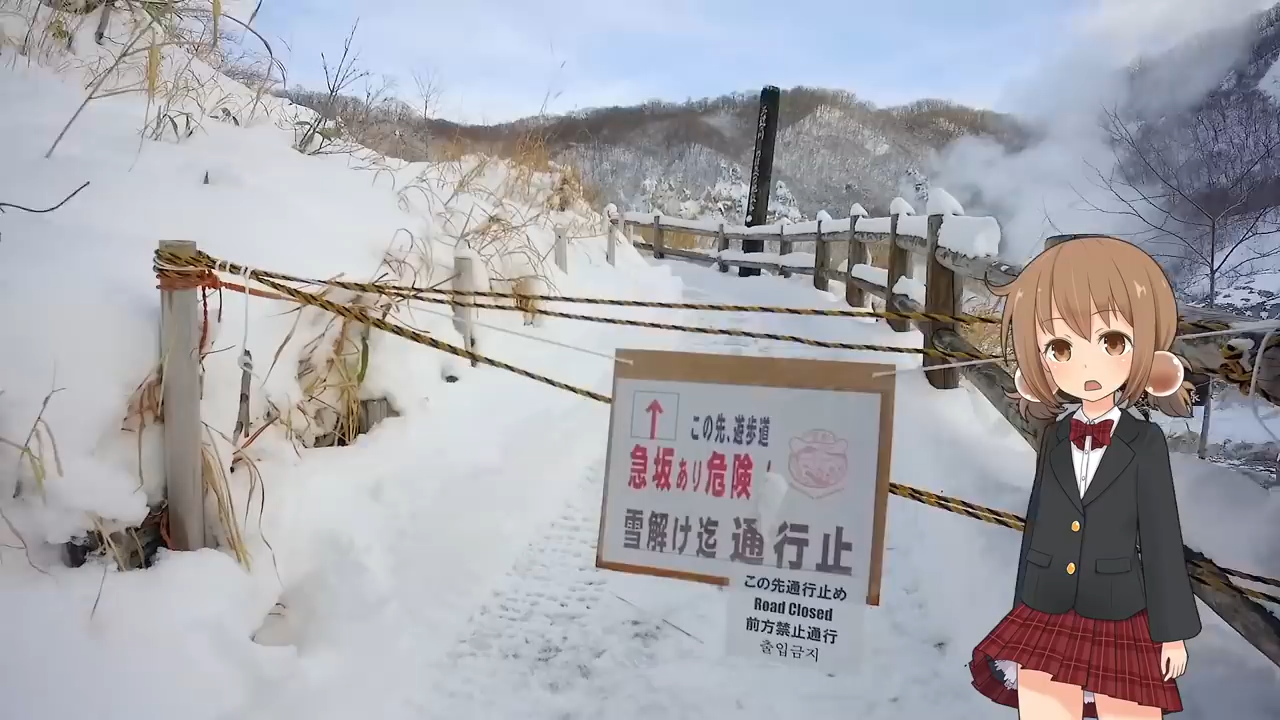 この先、遊歩道
急坂あり危険!
雪解け迄 通行止
この先通行止め
Road Closed
前方禁止通行
출입금지